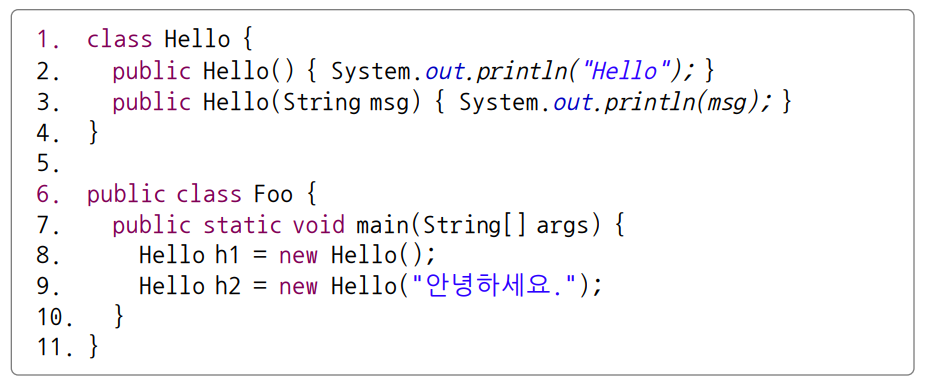 1. class Hello {
2. public Hello() { System.out.println("Hello"); }
3. public Hello(String msg) { System.out.println(msg); }
4. }
5.
6. public class Foo {
7. public static void main(String[] args) {
8. Hello h1 = new Hello();
9. Hello h2 = new Hello("안녕하세요.");
10. }
11. }